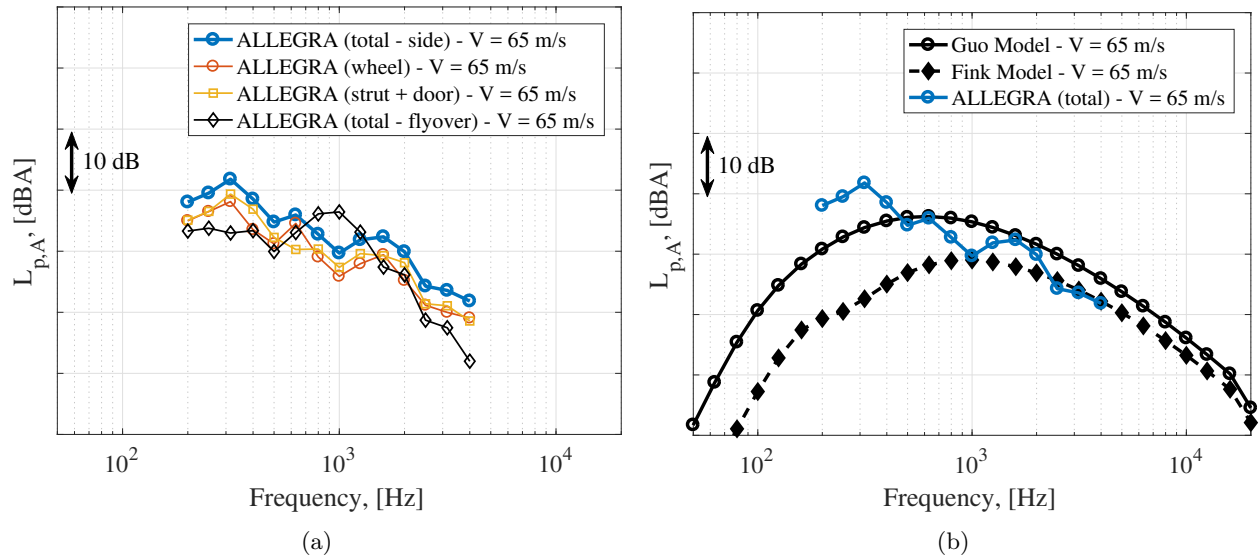 ALLEGRA (total - side) - V = 65 m/s
ALLEGRA (wheel) - V = 65 m/s
ALLEGRA (strut + door) - V = 65 m/s
ALLEGRA (total - flyover) - V = 65 m/s
10 dB
L_{p,A}, [dBA]
10^2
10^3
10^4
Frequency, [Hz]
(a)
Guo Model - V = 65 m/s
Fink Model - V = 65 m/s
ALLEGRA (total) - V = 65 m/s
10 dB
L_{p,A}, [dBA]
10^2
10^3
10^4
Frequency, [Hz]
(b)